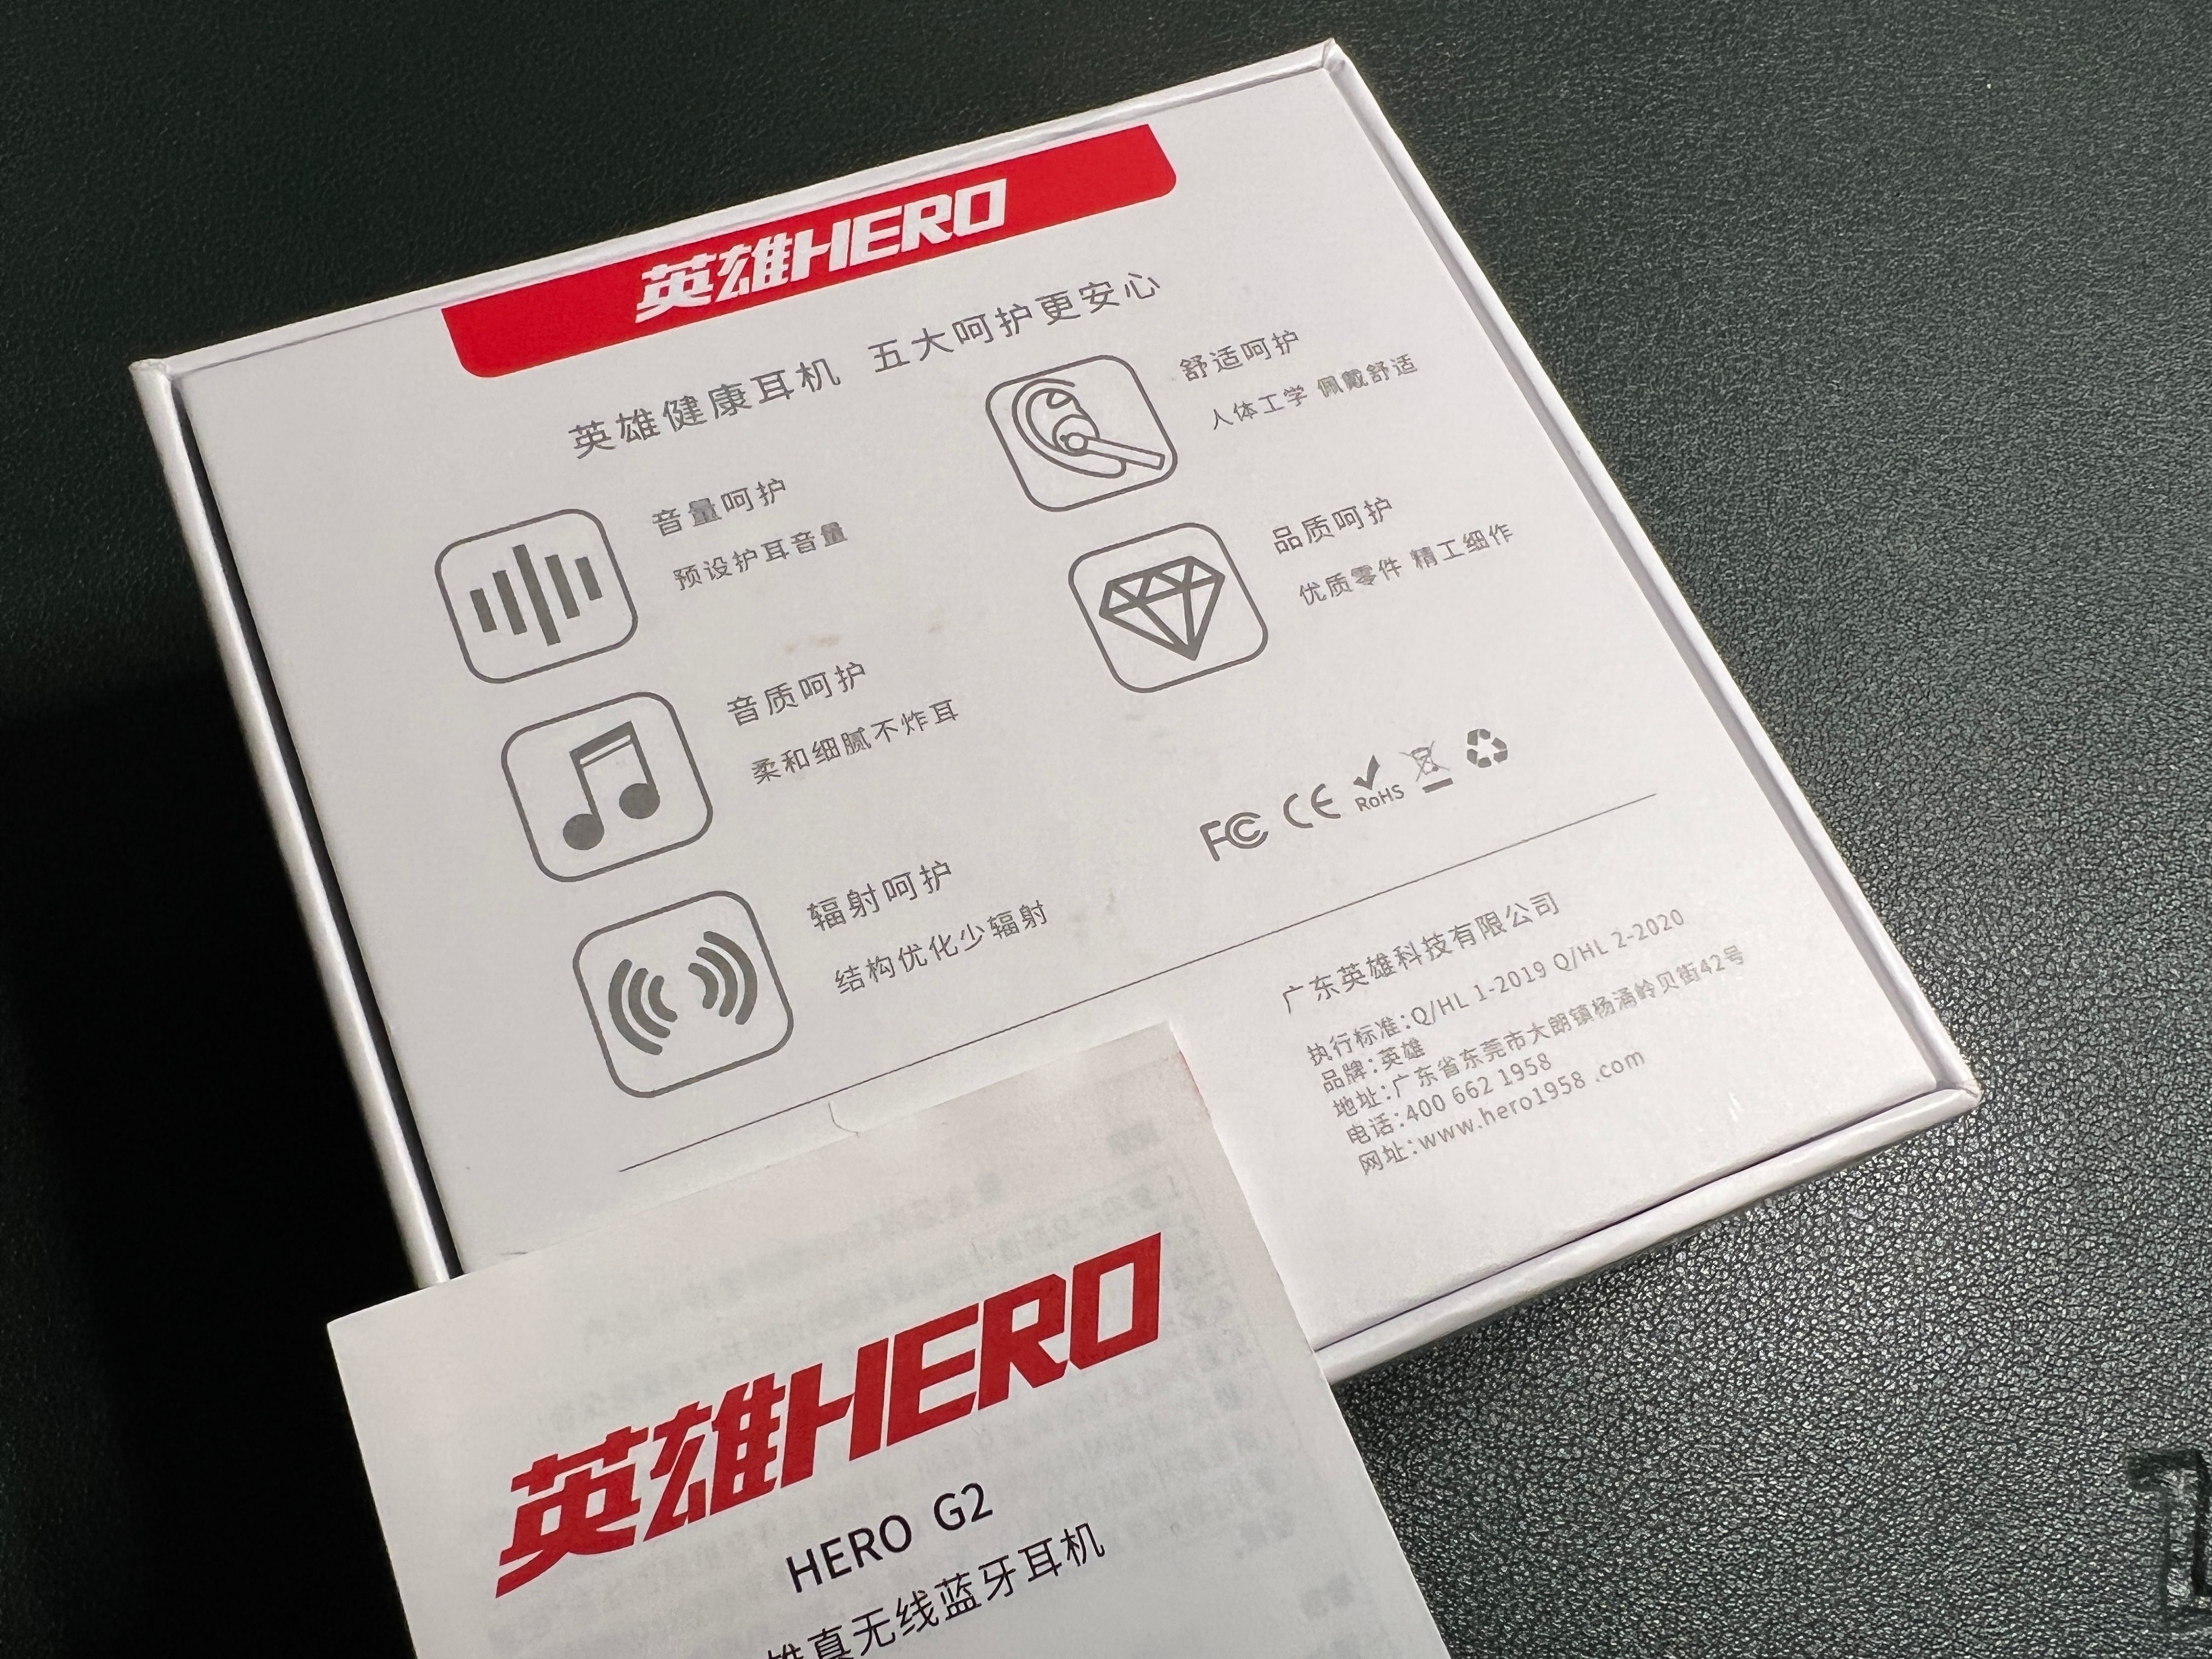 英雄HERO
英雄健康耳机 五大呵护更安心
音量呵护
预设护耳音量
音质呵护
柔和细腻不炸耳
辐射呵护
结构优化少辐射
舒适呵护
人体工学 佩戴舒适
品质呵护
优质零件 精工细作
FC CE RoHS
广东英雄科技有限公司
执行标准:Q/HL 1-2019 Q/HL 2-2020
品牌:英雄
地址:广东省东莞市大朗镇杨涌岭贝街42号
电话:400 662 1958
网址:www.hero1958 .com
英雄HERO
HERO G2
雄真无线蓝牙耳机